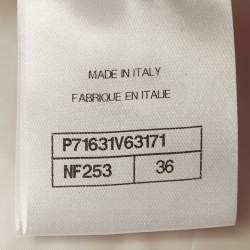 MADE IN ITALY
FABRIQUE EN ITALIE
P71631V63171
NF253 36